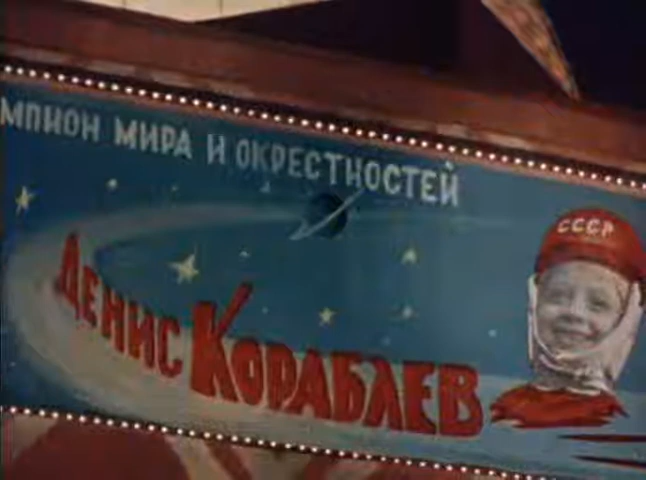 мпион мира и окрестностей
Денис Кораблев
СССР